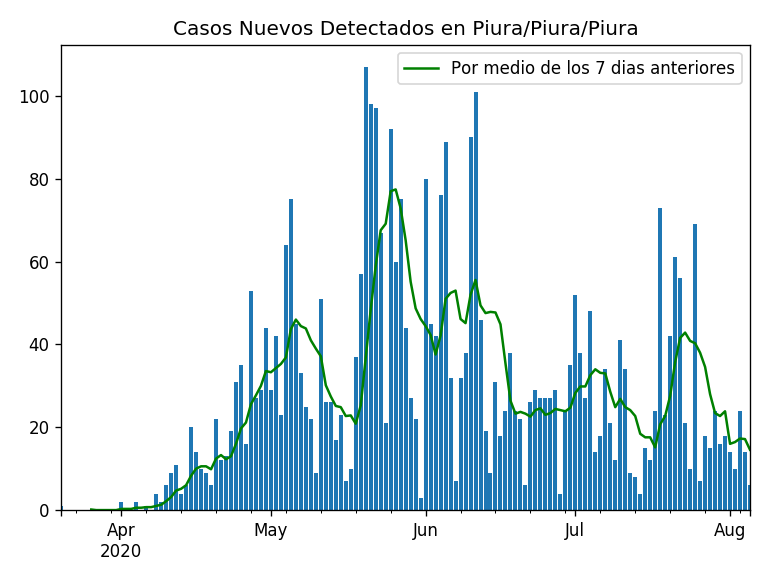 Casos Nuevos Detectados en Piura/Piura/Piura
Por medio de los 7 dias anteriores
100
80
60
40
20
0
Apr May Jun Jul Aug
2020